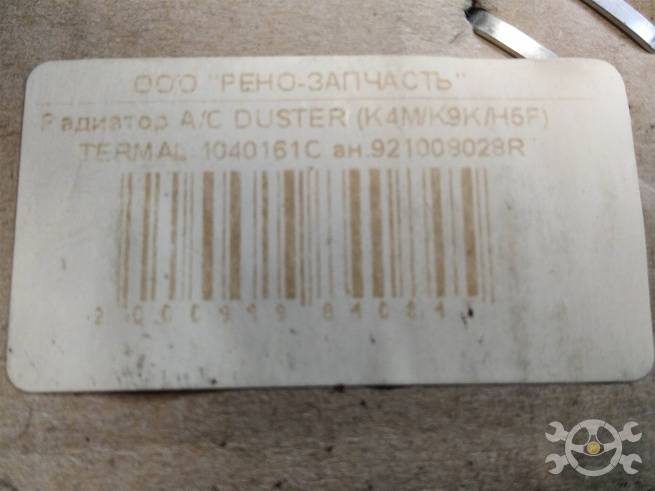 ООО "РЕНО-ЗАПЧАСТЬ"
Радиатор A/C DUSTER (K4M/K9K/H5F)
TERMAL 1040161C ан.921008028R